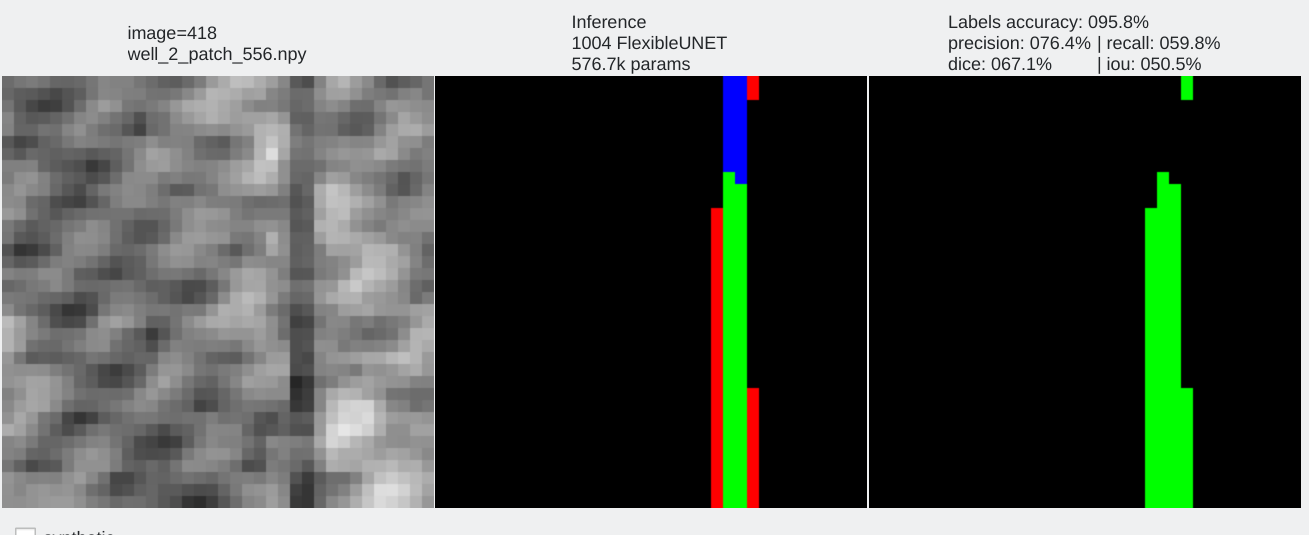 image=418
well_2_patch_556.npy
Inference
1004 FlexibleUNET
576.7k params
Labels accuracy: 095.8%
precision: 076.4% | recall: 059.8%
dice: 067.1% | iou: 050.5%